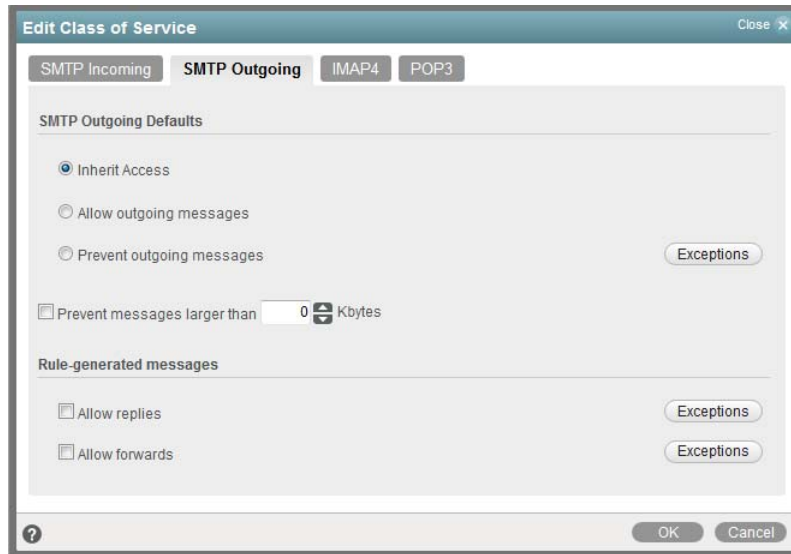 Edit Class of Service
Close
SMTP Incoming SMTP Outgoing IMAP4 POP3
SMTP Outgoing Defaults
Inherit Access
Allow outgoing messages
Prevent outgoing messages Exceptions
Prevent messages larger than 0 Kbytes
Rule-generated messages
Allow replies Exceptions
Allow forwards Exceptions
? OK Cancel